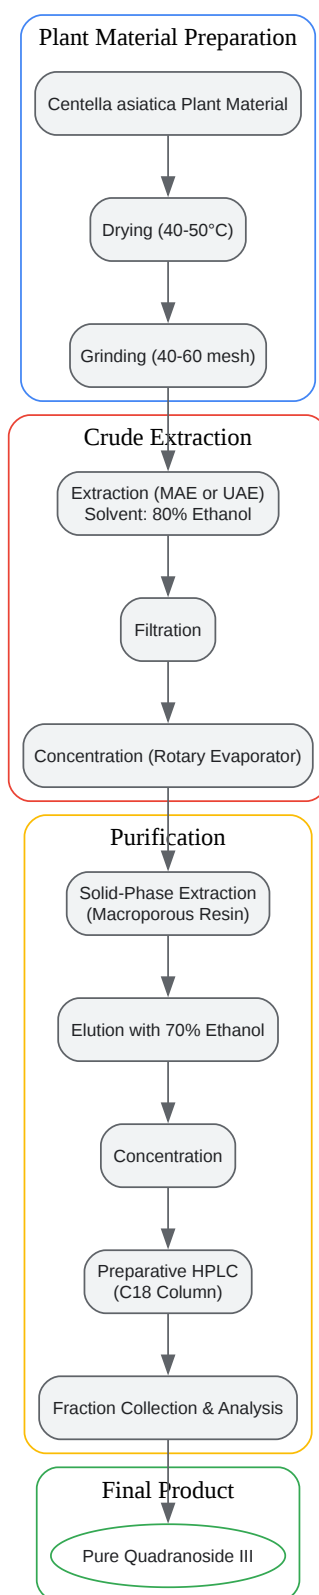 Plant Material Preparation
Centella asiatica Plant Material
Drying (40-50°C)
Grinding (40-60 mesh)
Crude Extraction
Extraction (MAE or UAE)
Solvent: 80% Ethanol
Filtration
Concentration (Rotary Evaporator)
Purification
Solid-Phase Extraction
(Macroporous Resin)
Elution with 70% Ethanol
Concentration
Preparative HPLC
(C18 Column)
Fraction Collection & Analysis
Final Product
Pure Quadranoside III